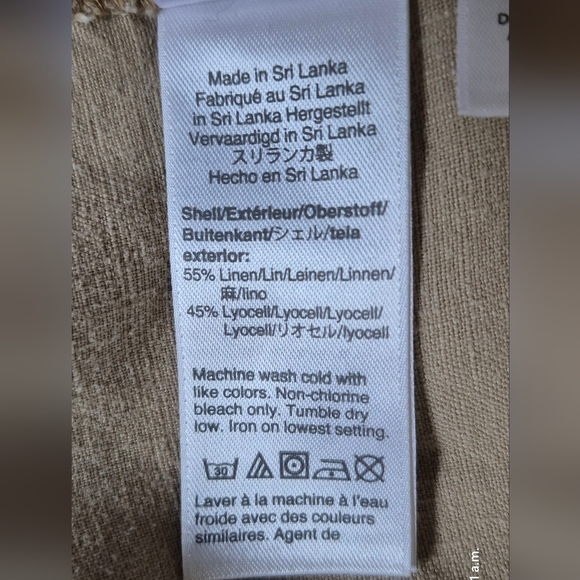 Made in Sri Lanka
Fabriqué au Sri Lanka
in Sri Lanka Hergestellt
Vervaardigd in Sri Lanka
スリランカ製
Hecho en Sri Lanka
Shell/Extérieur/Oberstoff/
Buitenkant/シェル/tela
exterior:
55% Linen/Lin/Leinen/Linnen/
麻/lino
45% Lyocell/Lyocell/Lyocell/
Lyocell/リオセル/lyocell
Machine wash cold with
like colors. Non-chlorine
bleach only. Tumble dry
low. Iron on lowest setting.
30
Laver à la machine à l'eau
froide avec des couleurs
similaires. Agent de
1 a.m.